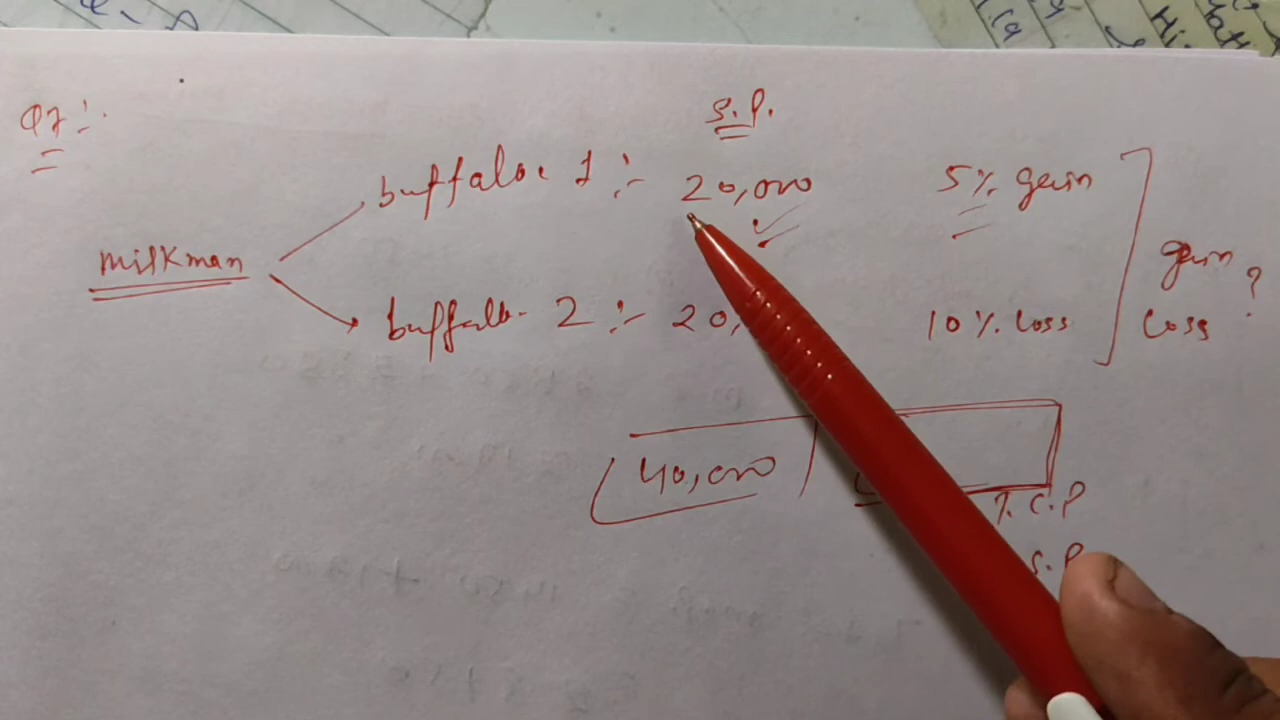 Q7:-
S.P.
buffaloe 1 :- 20,000 5% gain
milkman
gain
buffalo 2 :- 20, 10% loss
loss ?
40,000
% C.P
S.P